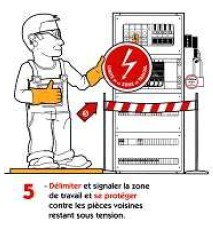 5 - Délimiter et signaler la zone
de travail et se protéger
contre les pièces voisines
restant sous tension.